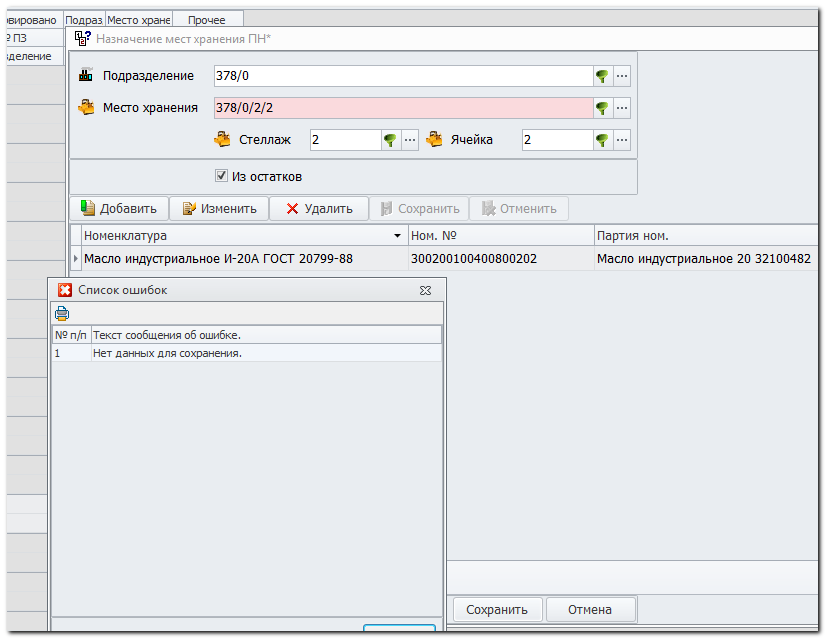 Подраз Место хране Прочее
№ ПЗ
Назначение мест хранения ПН*
Подразделение 378/0
Место хранения 378/0/2/2
Стеллаж 2 Ячейка 2
Из остатков
Добавить Изменить Удалить Сохранить Отменить
Номенклатура Ном. № Партия ном.
Масло индустриальное И-20А ГОСТ 20799-88 300200100400800202 Масло индустриальное 20 32100482
Список ошибок
№ п/п Текст сообщения об ошибке.
1 Нет данных для сохранения.
Сохранить Отмена